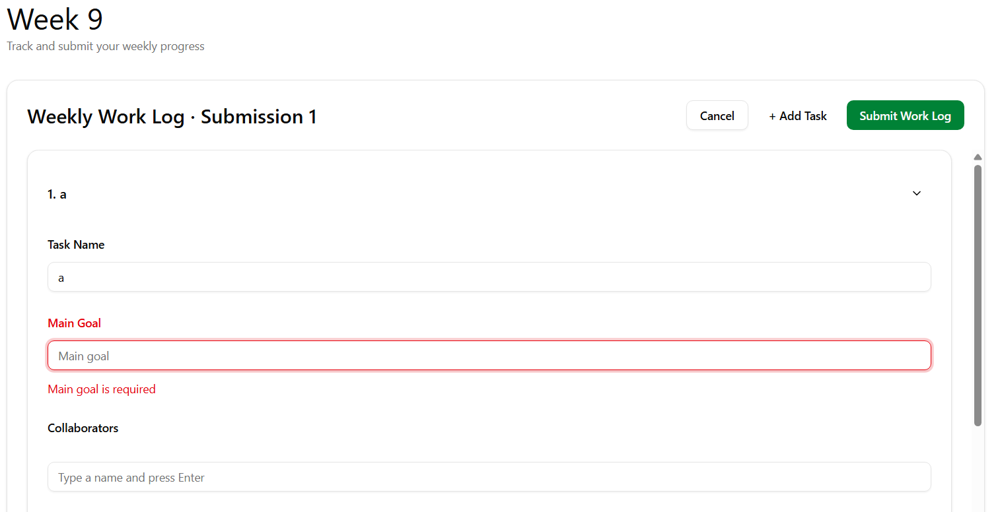 Week 9
Track and submit your weekly progress
Weekly Work Log · Submission 1
Cancel
+ Add Task
Submit Work Log
1. a
Task Name
a
Main Goal
Main goal
Main goal is required
Collaborators
Type a name and press Enter